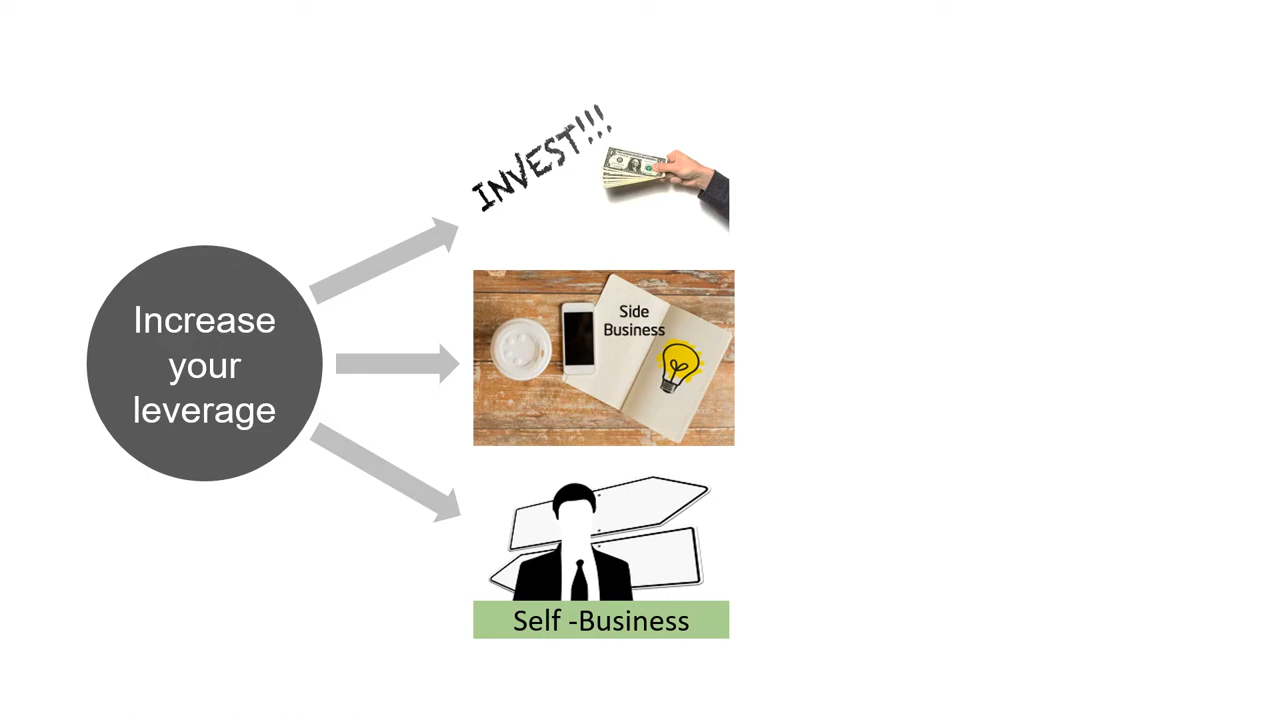 Increase
your
leverage
INVEST!!!
Side
Business
Self -Business